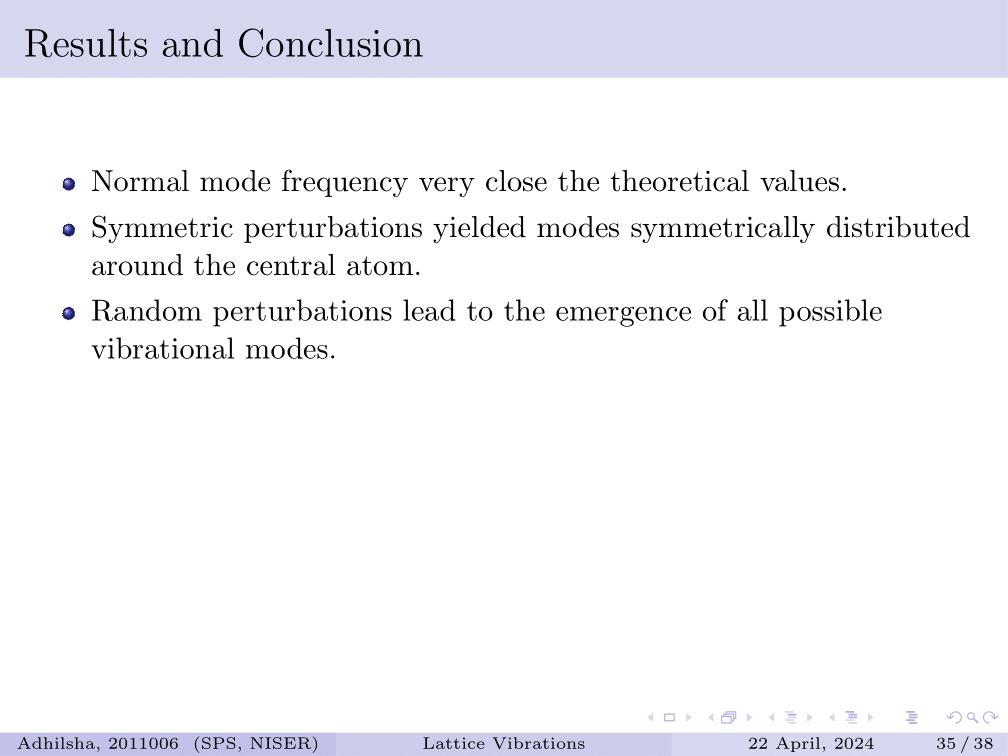 Results and Conclusion
Normal mode frequency very close the theoretical values.
Symmetric perturbations yielded modes symmetrically distributed
around the central atom.
Random perturbations lead to the emergence of all possible
vibrational modes.
Adhilsha, 2011006 (SPS, NISER) Lattice Vibrations 22 April, 2024 35 / 38